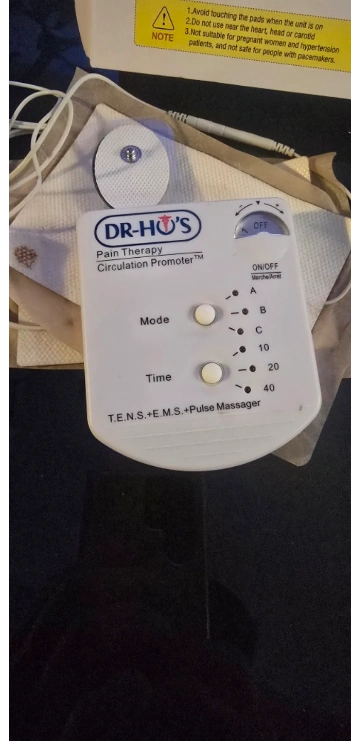 1.Avoid touching the pads when the unit is on
2.Do not use near the heart, head or carotid
3.Not suitable for pregnant women and hypertension
patients, and not safe for people with pacemakers.
NOTE
DR-HO'S
Pain Therapy
Circulation Promoter™
OFF
ON/OFF
Marche/Arret
Mode
A
B
C
Time
10
20
40
T.E.N.S.+E.M.S.+Pulse Massager